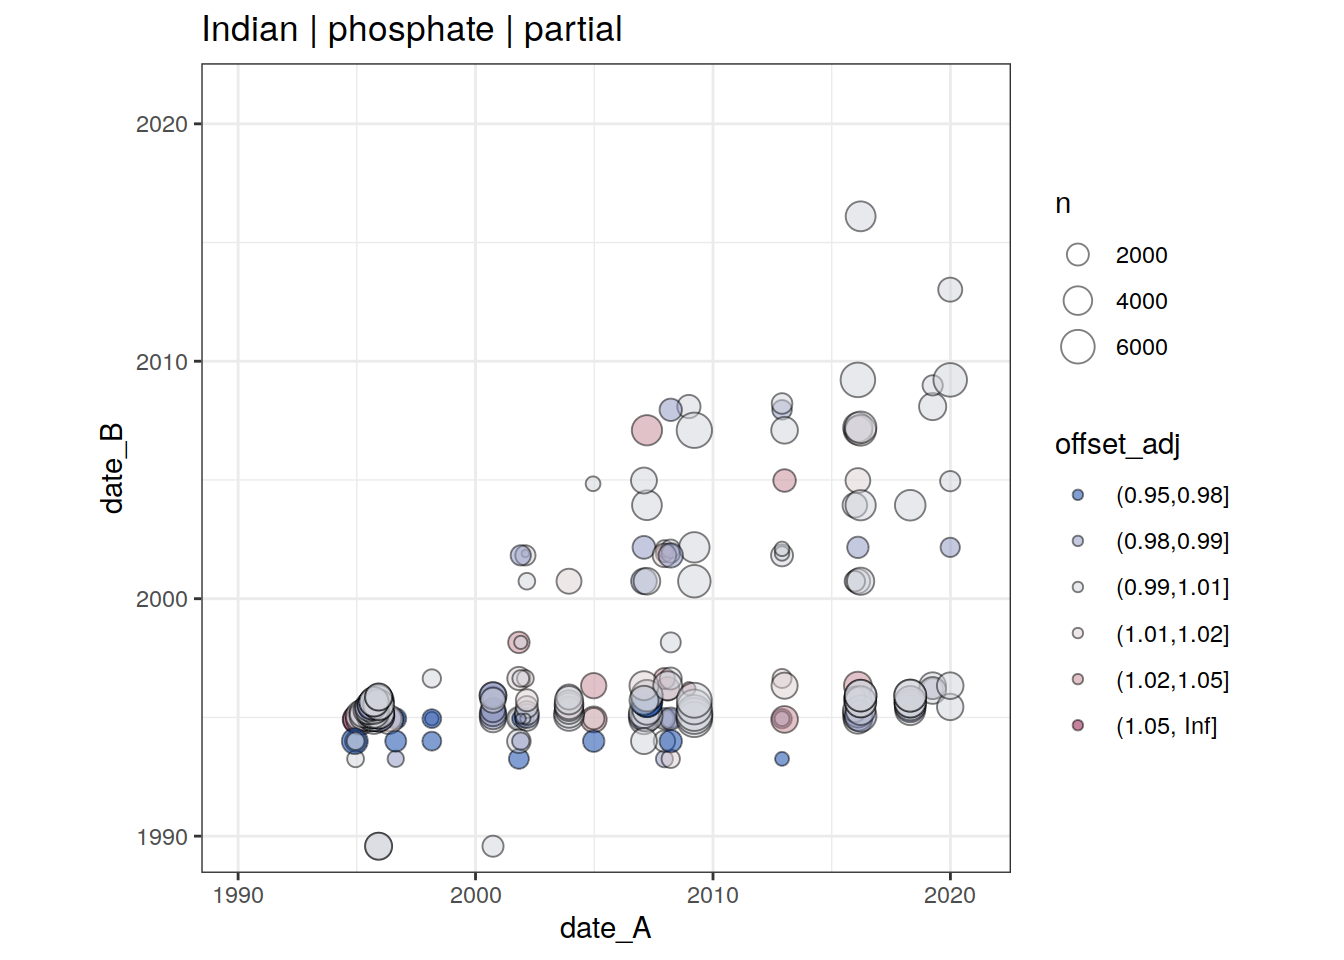 Indian | phosphate | partial
2020
2010
2000
1990
date_B
1990
2000
2010
2020
date_A
n
2000
4000
6000
offset_adj
(0.95,0.98]
(0.98,0.99]
(0.99,1.01]
(1.01,1.02]
(1.02,1.05]
(1.05, Inf]